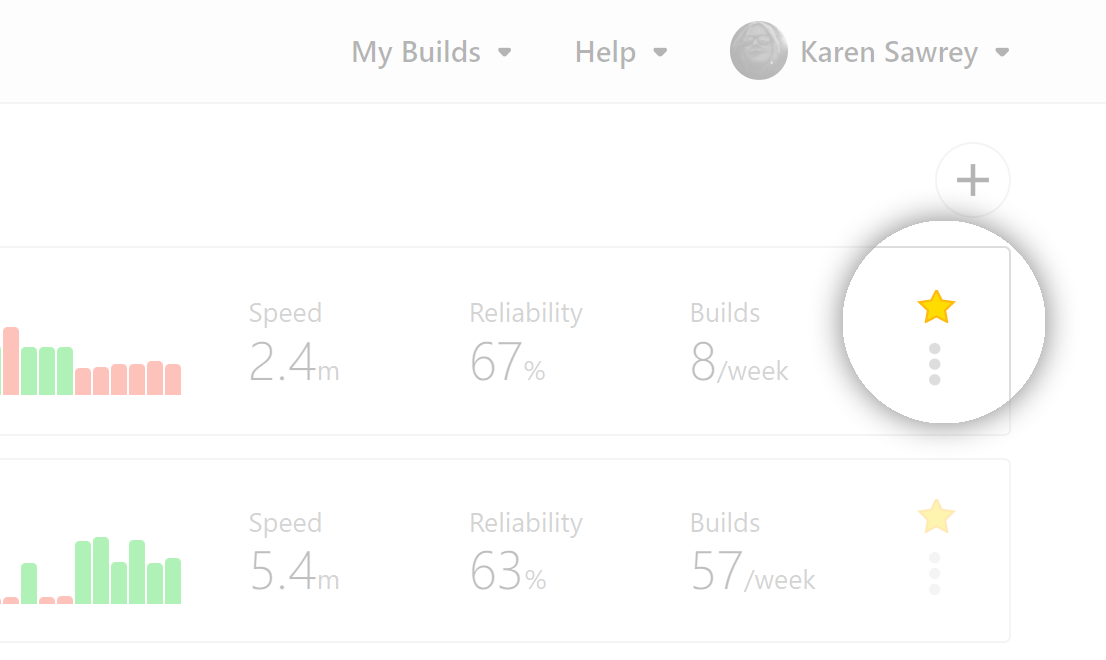 My Builds Help Karen Sawrey
Speed Reliability Builds
2.4m 67% 8/week
Speed Reliability Builds
5.4m 63% 57/week